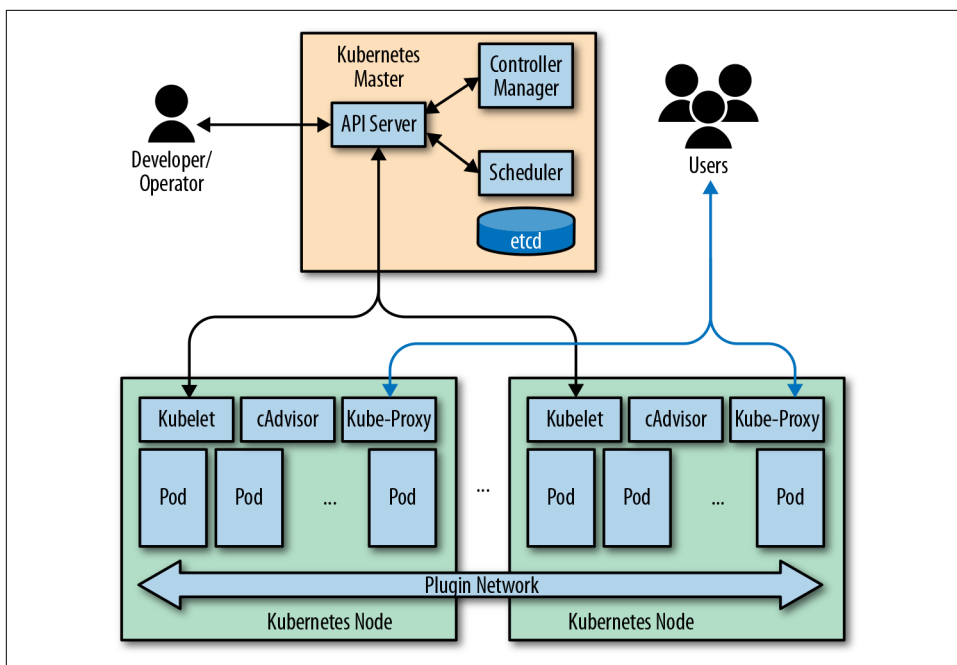 Kubernetes
Master
Controller
Manager
API Server
Scheduler
etcd
Developer/
Operator
Users
Kubelet
cAdvisor
Kube-Proxy
Pod
Pod
...
Pod
Plugin Network
Kubernetes Node
...
Kubelet
cAdvisor
Kube-Proxy
Pod
Pod
...
Pod
Kubernetes Node